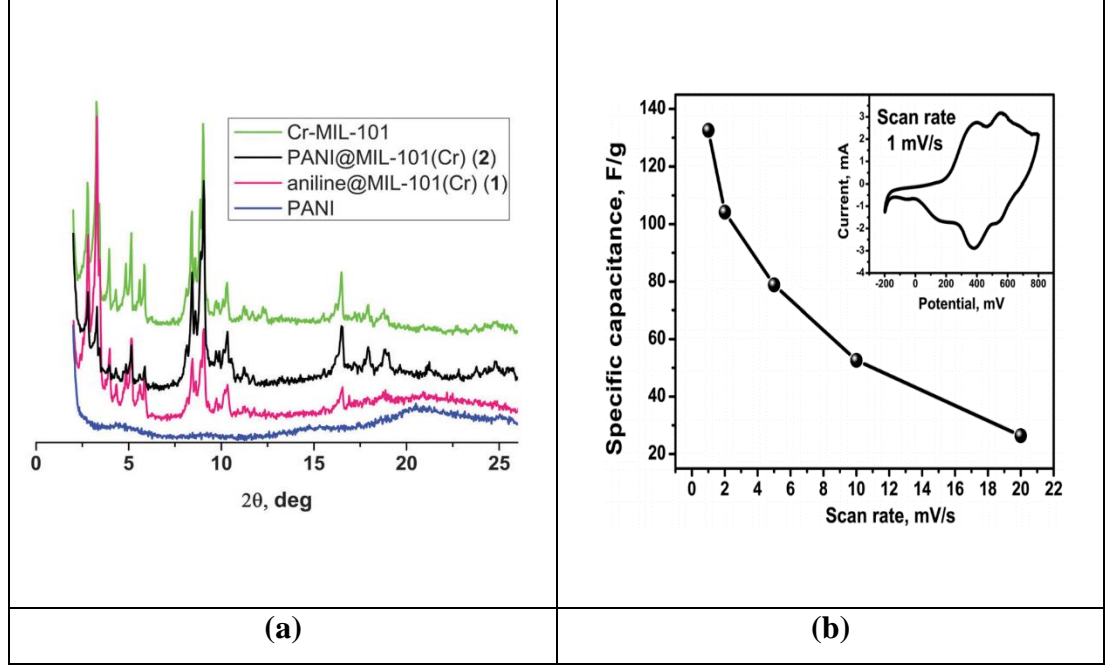 Cr-MIL-101
PANI@MIL-101(Cr) (2)
aniline@MIL-101(Cr) (1)
PANI
0 5 10 15 20 25
2θ, deg
(a)
Specific capacitance, F/g
140
120
100
80
60
40
20
0 2 4 6 8 10 12 14 16 18 20 22
Scan rate, mV/s
Scan rate
1 mV/s
Current, mA
3
2
1
0
-1
-2
-3
-4
-200 0 200 400 600 800
Potential, mV
(b)